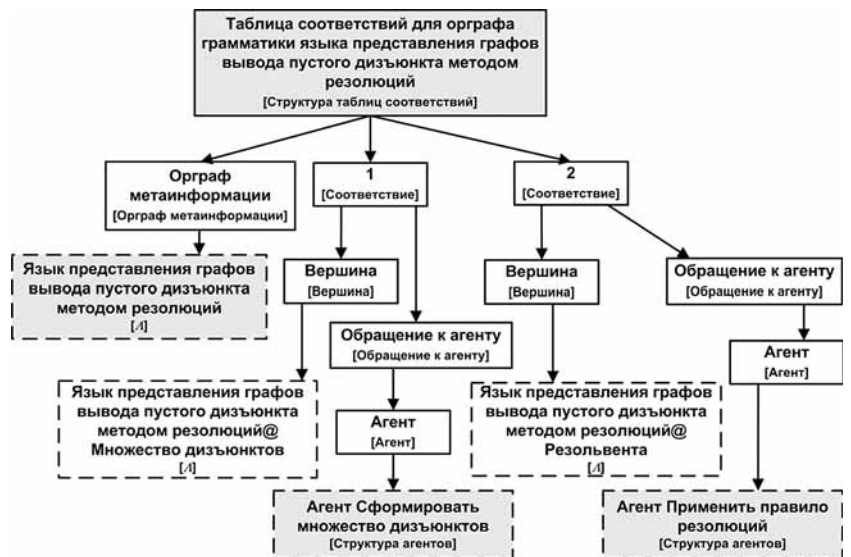 Таблица соответствий для орграфа
грамматики языка представления графов
вывода пустого дизъюнкта методом
резолюций
[Структура таблиц соответствий]
Орграф
метаинформации
[Орграф метаинформации]
1
[Соответствие]
2
[Соответствие]
Язык представления графов
вывода пустого дизъюнкта
методом резолюций
[Λ]
Вершина
[Вершина]
Вершина
[Вершина]
Обращение к агенту
[Обращение к агенту]
Обращение к агенту
[Обращение к агенту]
Агент
[Агент]
Язык представления графов
вывода пустого дизъюнкта
методом резолюций@
Множество дизъюнктов
[Λ]
Агент
[Агент]
Язык представления графов
вывода пустого дизъюнкта
методом резолюций@
Резольвента
[Λ]
Агент Сформировать
множество дизъюнктов
[Структура агентов]
Агент Применить правило
резолюций
[Структура агентов]